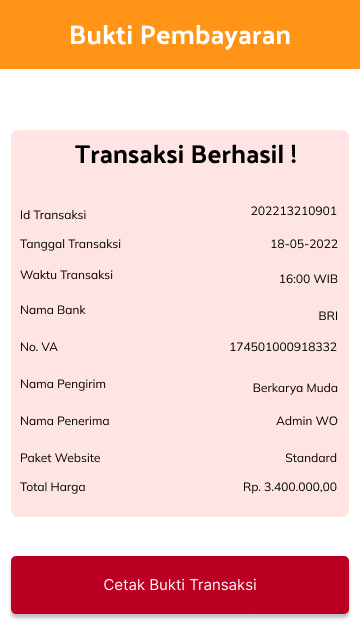 Bukti Pembayaran
Transaksi Berhasil !
Id Transaksi 202213210901
Tanggal Transaksi 18-05-2022
Waktu Transaksi 16:00 WIB
Nama Bank BRI
No. VA 174501000918332
Nama Pengirim Berkarya Muda
Nama Penerima Admin WO
Paket Website Standard
Total Harga Rp. 3.400.000,00
Cetak Bukti Transaksi